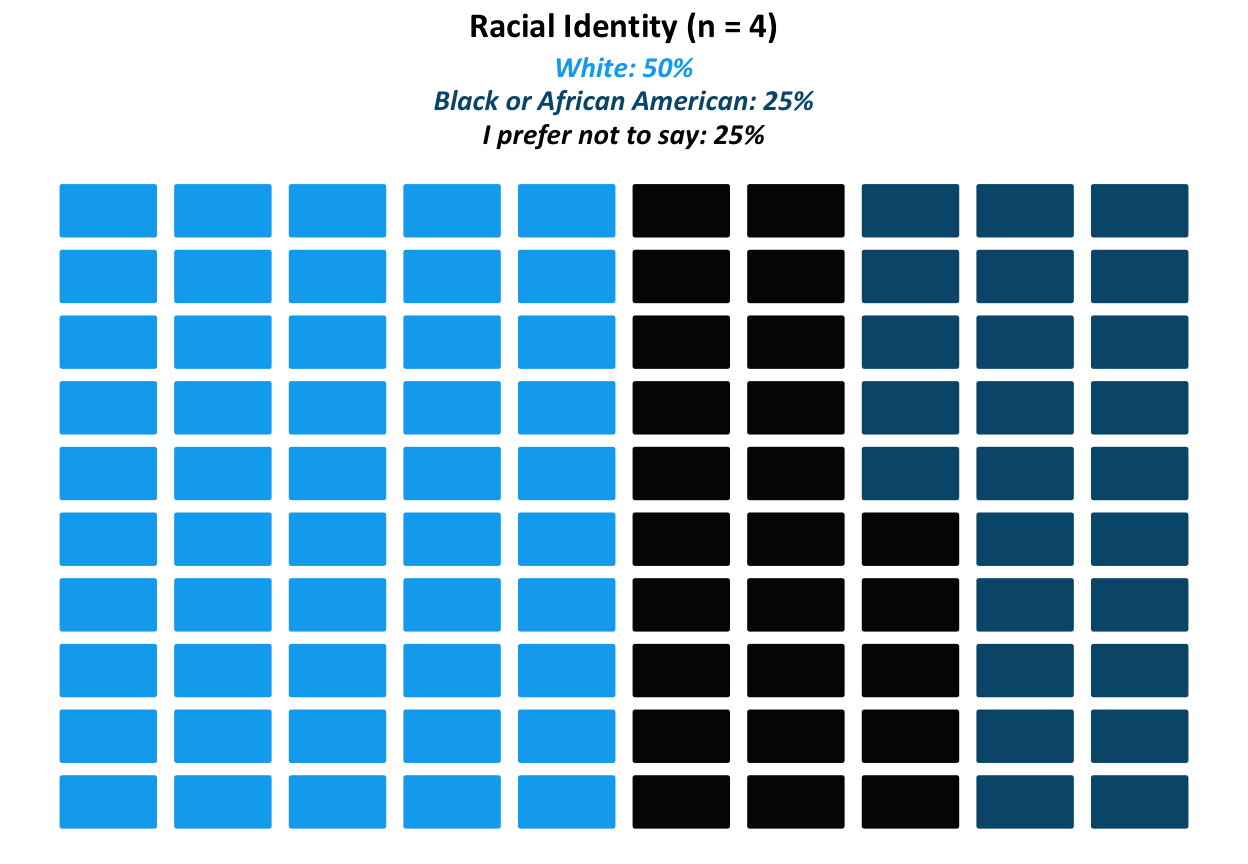 Racial Identity (n = 4)
White: 50%
Black or African American: 25%
I prefer not to say: 25%